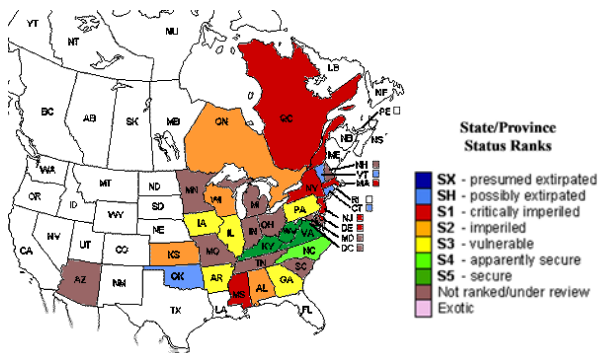 YT
NT
NU
BC
AB
SK
MB
ON
QC
LB
NF
PE
NB
NS
ME
NH
VT
MA
RI
CT
NJ
DE
MD
DC
WA
MT
ND
MN
OR
ID
WY
SD
WI
MI
NY
NE
IA
IL
IN
OH
PA
NV
UT
CO
KS
MO
KY
WV
VA
CA
AZ
NM
OK
AR
TN
NC
SC
TX
LA
MS
AL
GA
FL
State/Province
Status Ranks
SX - presumed extirpated
SH - possibly extirpated
S1 - critically imperiled
S2 - imperiled
S3 - vulnerable
S4 - apparently secure
S5 - secure
Not ranked/under review
Exotic